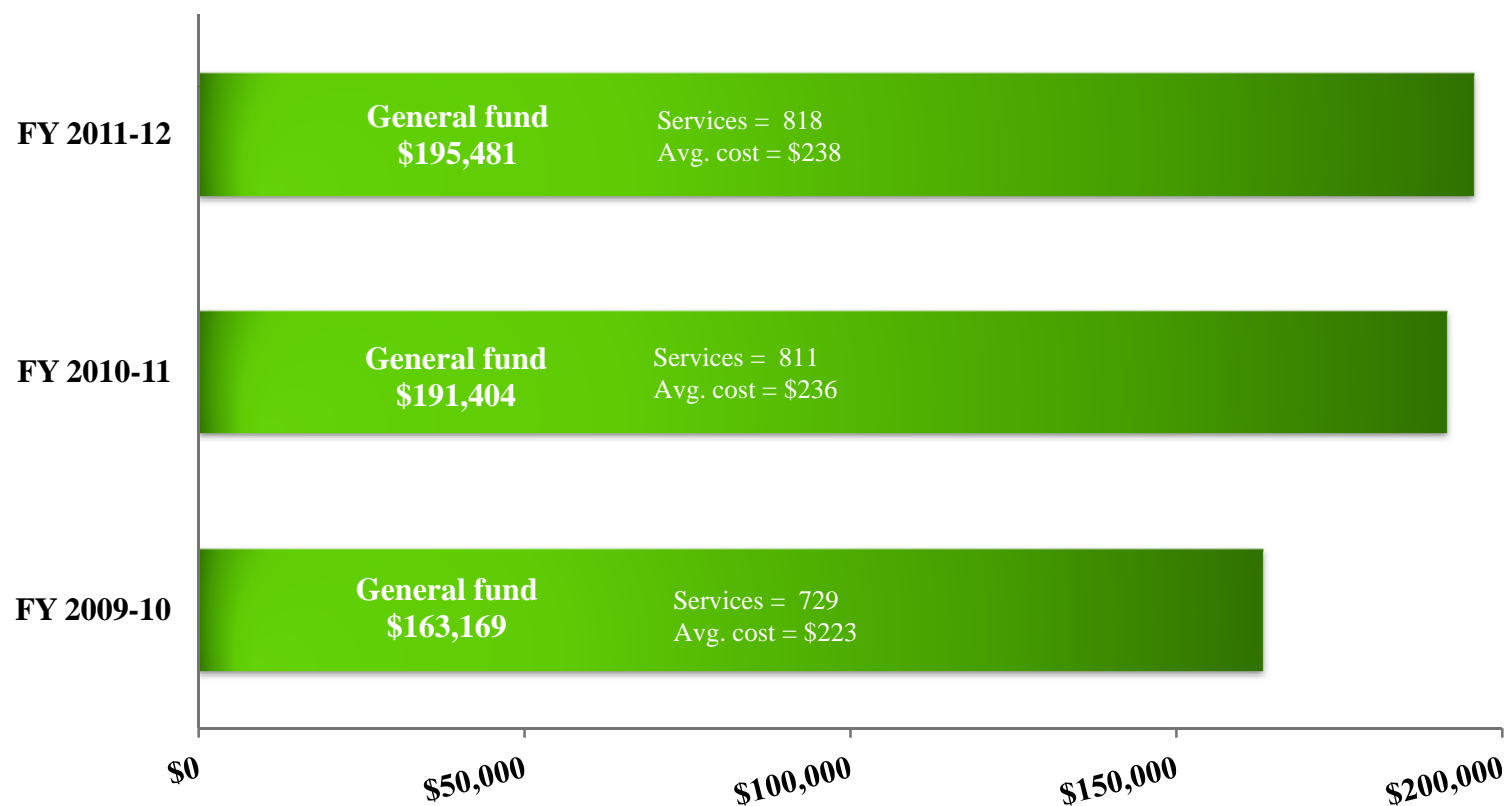 FY 2011-12
General fund
$195,481
Services =  818
Avg. cost = $238
FY 2010-11
General fund
$191,404
Services =  811
Avg. cost = $236
FY 2009-10
General fund
$163,169
Services =  729
Avg. cost = $223
$0
$50,000
$100,000
$150,000
$200,000